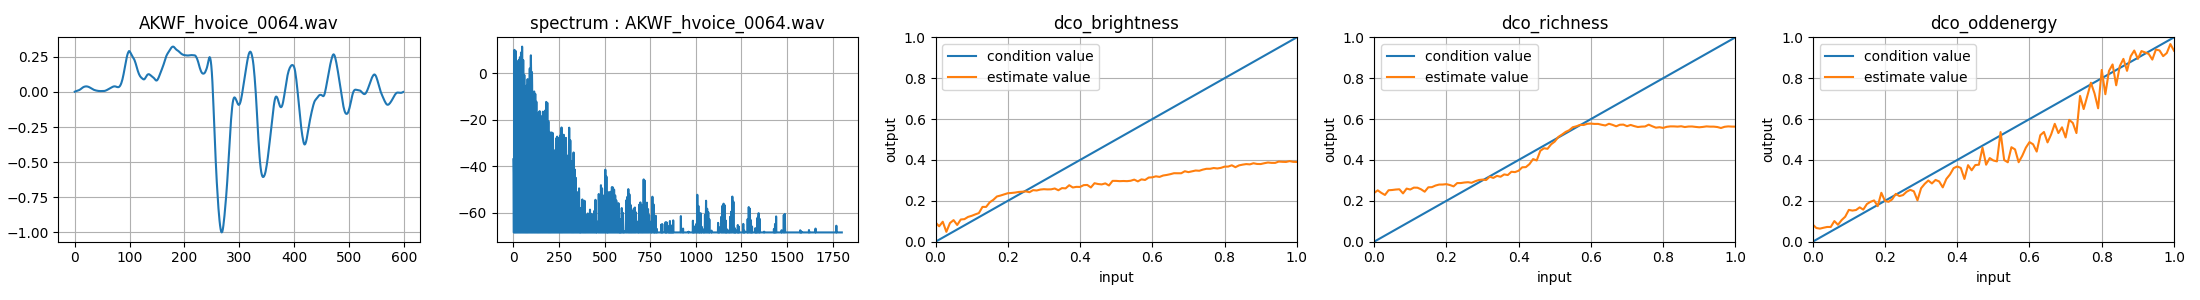 AKWF_hvoice_0064.wav
0.25
0.00
−0.25
−0.50
−0.75
−1.00
0 100 200 300 400 500 600
spectrum : AKWF_hvoice_0064.wav
0
−20
−40
−60
0 250 500 750 1000 1250 1500 1750
dco_brightness
condition value
estimate value
output
1.0
0.8
0.6
0.4
0.2
0.0
0.0 0.2 0.4 0.6 0.8 1.0
input
dco_richness
condition value
estimate value
output
1.0
0.8
0.6
0.4
0.2
0.0
0.0 0.2 0.4 0.6 0.8 1.0
input
dco_oddenergy
condition value
estimate value
output
1.0
0.8
0.6
0.4
0.2
0.0
0.0 0.2 0.4 0.6 0.8 1.0
input